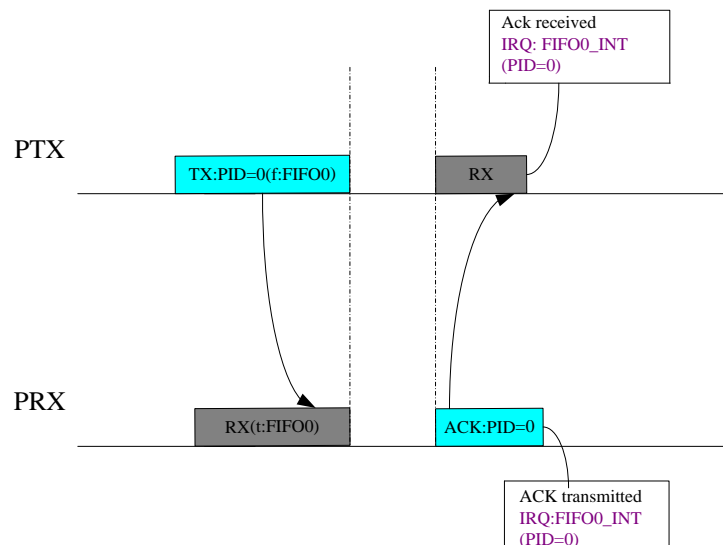 Ack received
IRQ: FIFO0_INT
(PID=0)
PTX
TX:PID=0(f:FIFO0)
RX
PRX
RX(t:FIFO0)
ACK:PID=0
ACK transmitted
IRQ:FIFO0_INT
(PID=0)